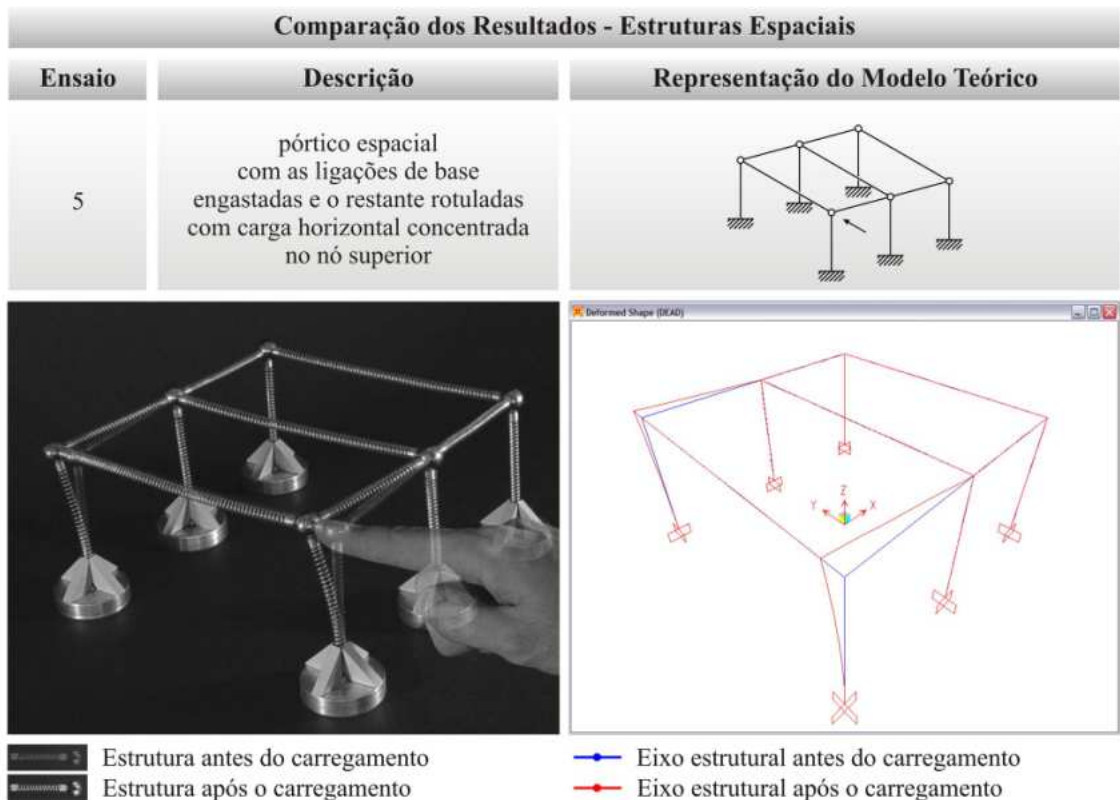 Comparação dos Resultados - Estruturas Espaciais
Ensaio
Descrição
Representação do Modelo Teórico
5
pórtico espacial
com as ligações de base
engastadas e o restante rotuladas
com carga horizontal concentrada
no nó superior
Deformed Shape (DEAD)
Z
Y
X
Estrutura antes do carregamento
Estrutura após o carregamento
Eixo estrutural antes do carregamento
Eixo estrutural após o carregamento